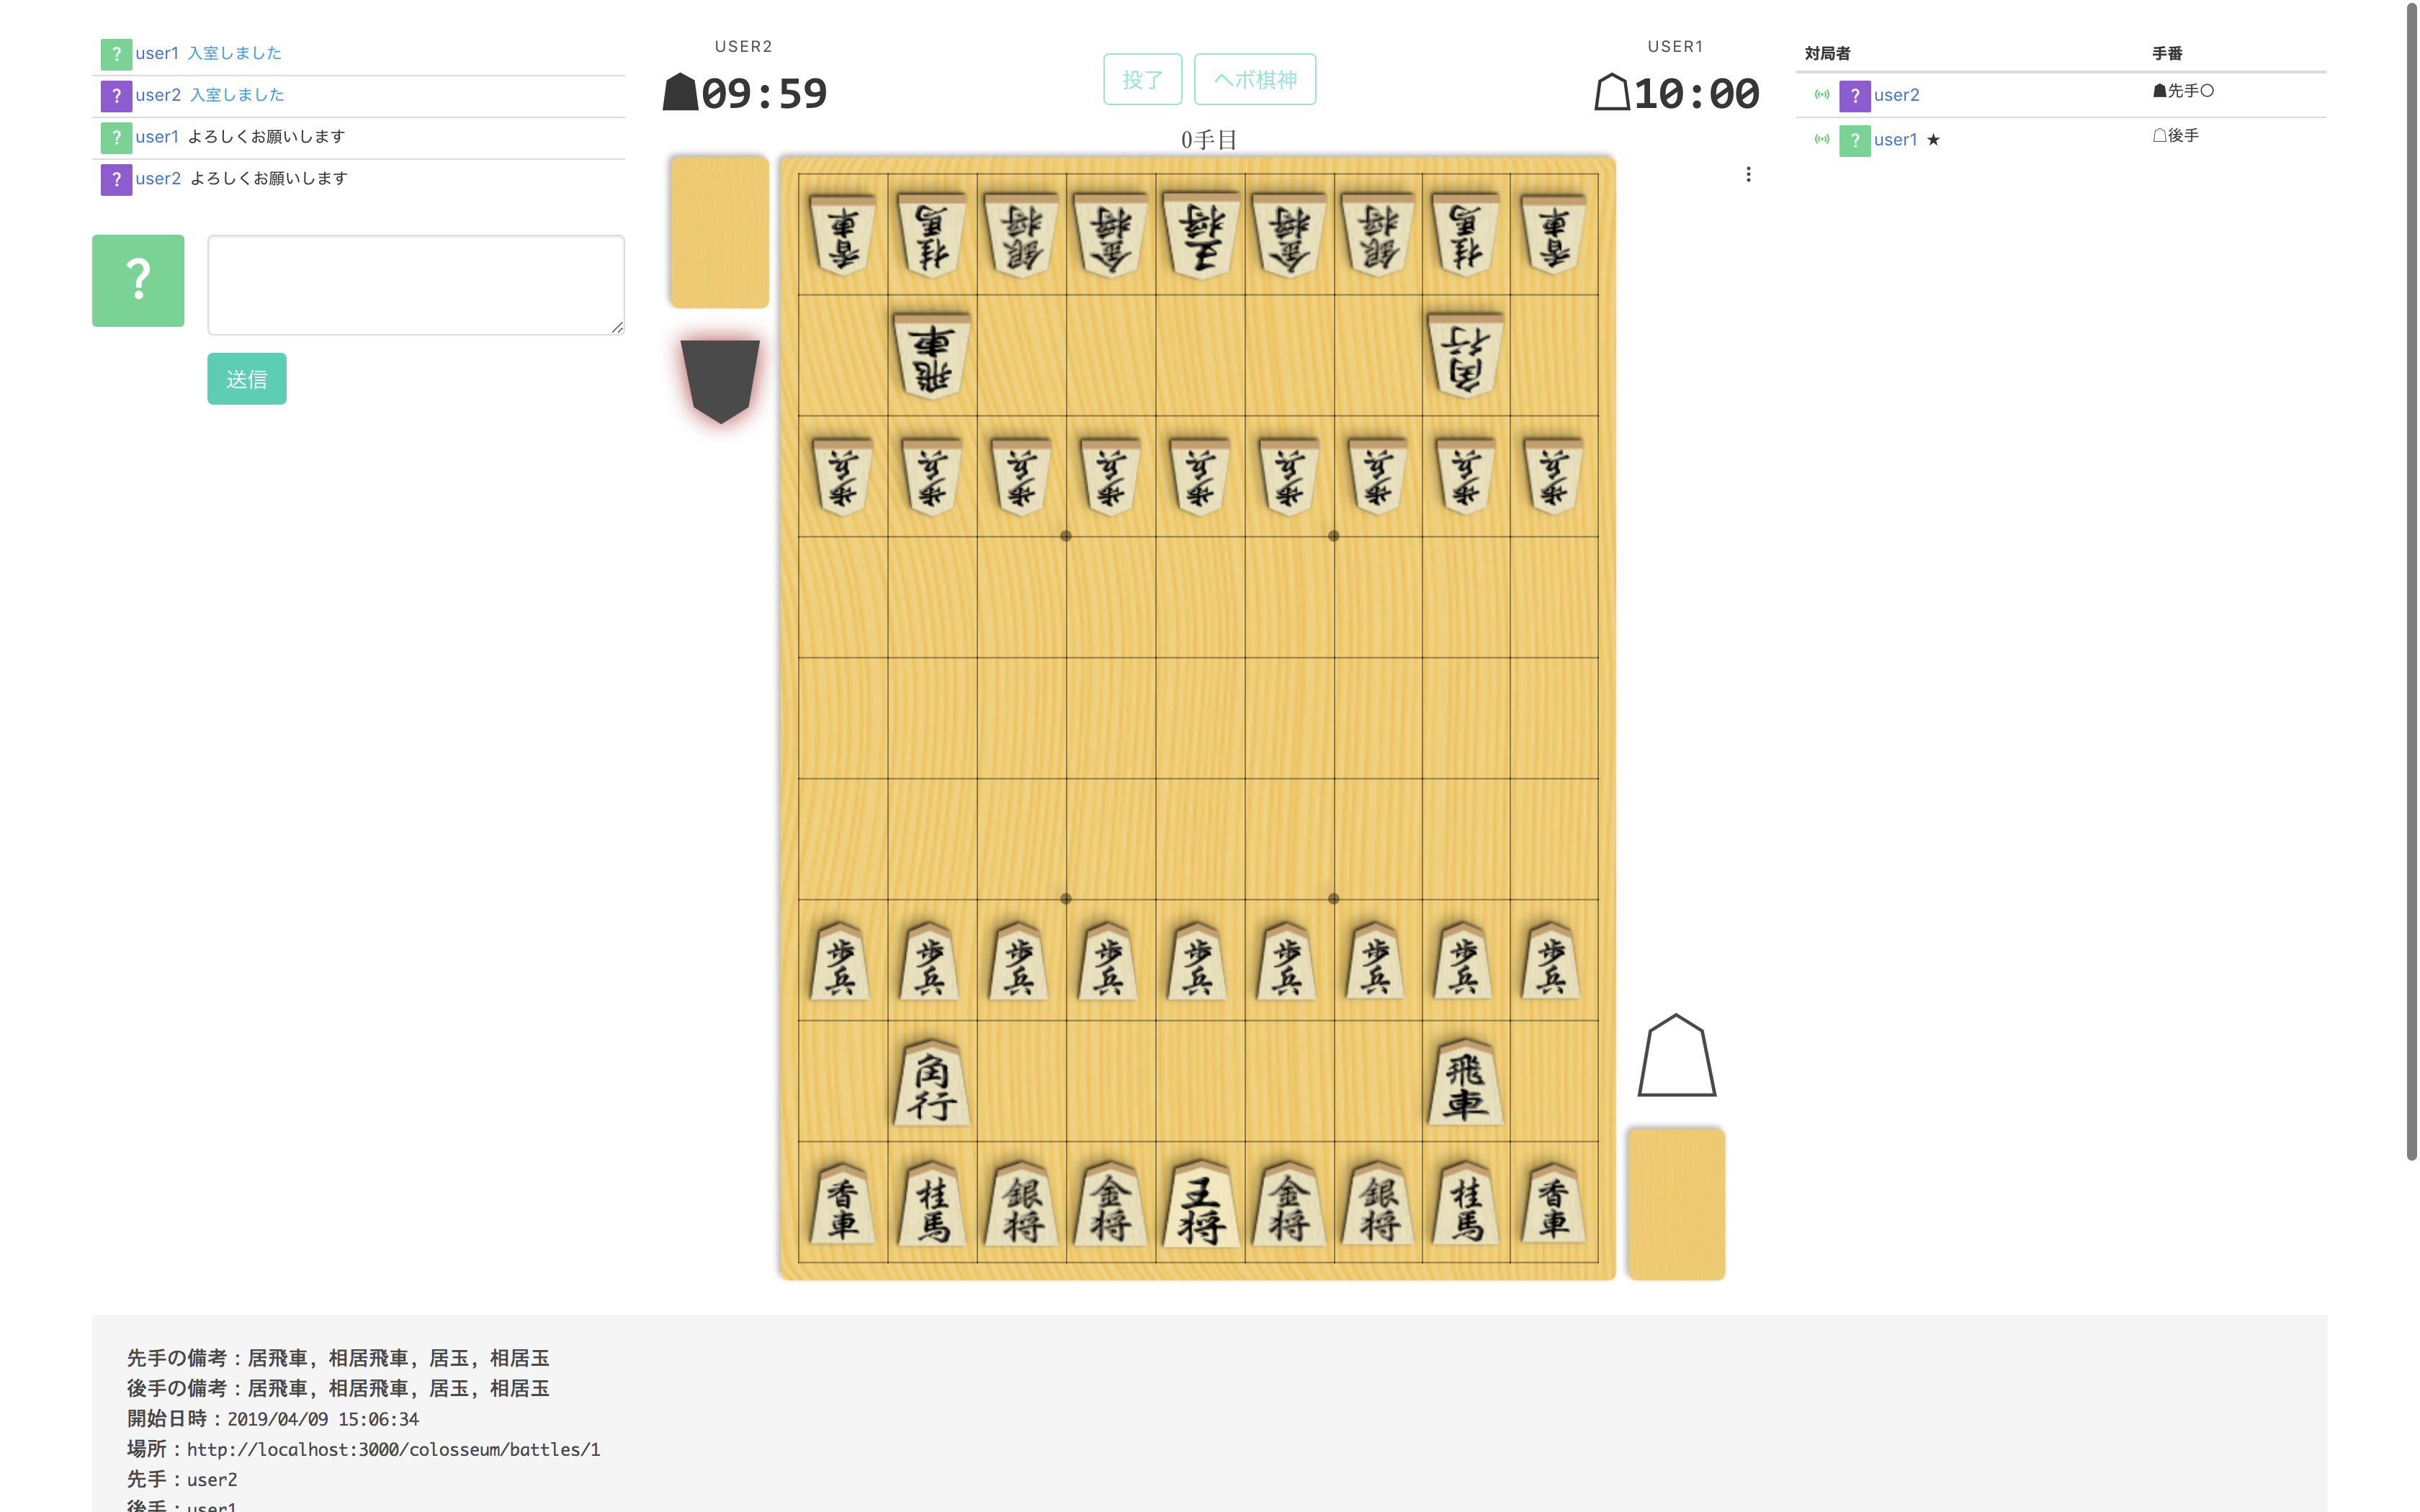 ? user1 入室しました
? user2 入室しました
? user1 よろしくお願いします
? user2 よろしくお願いします
?
送信
USER2
☗09:59
投了
ヘボ棋神
USER1
☖10:00
0手目
対局者 手番
? user2 ☗先手○
? user1 ★ ☖後手
香車 桂馬 銀将 金将 王将 金将 銀将 桂馬 香車
飛車 角行
歩兵 歩兵 歩兵 歩兵 歩兵 歩兵 歩兵 歩兵 歩兵
歩兵 歩兵 歩兵 歩兵 歩兵 歩兵 歩兵 歩兵 歩兵
角行 飛車
香車 桂馬 銀将 金将 王将 金将 銀将 桂馬 香車
先手の備考：居飛車, 相居飛車, 居玉, 相居玉
後手の備考：居飛車, 相居飛車, 居玉, 相居玉
開始日時：2019/04/09 15:06:34
場所：http://localhost:3000/colosseum/battles/1
先手：user2
後手：user1